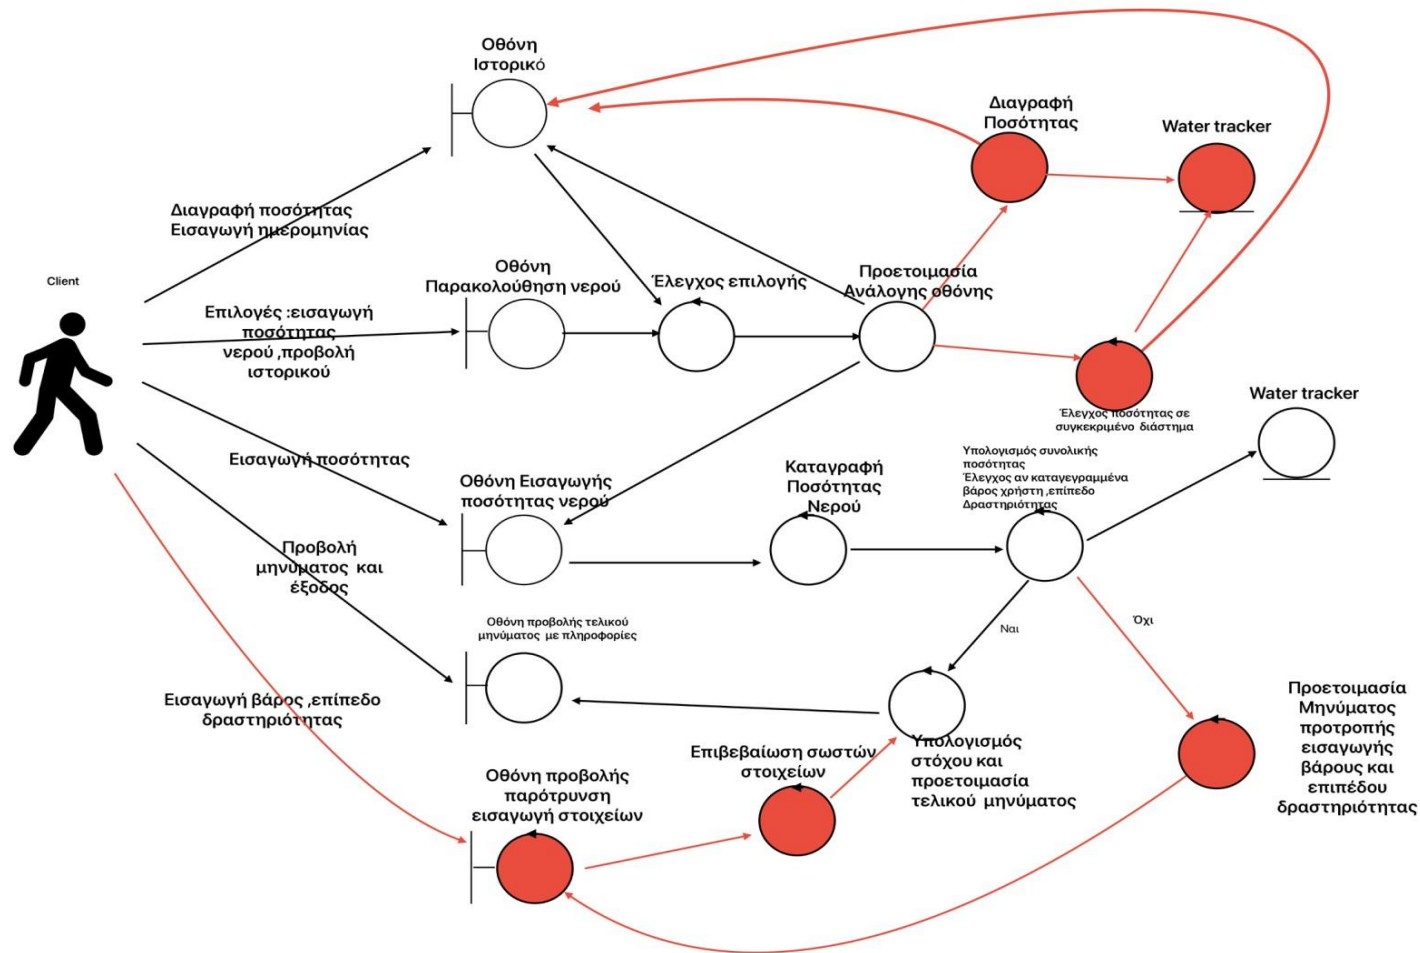 Οθόνη
Ιστορικό
Διαγραφή
Ποσότητας
Water tracker
Διαγραφή ποσότητας
Εισαγωγή ημερομηνίας
Client
Οθόνη
Παρακολούθηση νερού
Έλεγχος επιλογής
Προετοιμασία
Ανάλογης οθόνης
Επιλογές :εισαγωγή
ποσότητας
νερού ,προβολή
ιστορικού
Έλεγχος ποσότητας σε
συγκεκριμένο διάστημα
Water tracker
Εισαγωγή ποσότητας
Οθόνη Εισαγωγής
ποσότητας νερού
Καταγραφή
Ποσότητας
Νερού
Υπολογισμός συνολικής
ποσότητας
Έλεγχος αν καταγεγραμμένα
βάρος χρήστη ,επίπεδο
Δραστηριότητας
Προβολή
μηνύματος και
έξοδος
Οθόνη προβολής τελικού
μηνύματος με πληροφορίες
Ναι
Όχι
Εισαγωγή βάρος ,επίπεδο
δραστηριότητας
Οθόνη προβολής
παρότρυνση
εισαγωγή στοιχείων
Επιβεβαίωση σωστών
στοιχείων
Υπολογισμός
στόχου και
προετοιμασία
τελικού μηνύματος
Προετοιμασία
Μηνύματος
προτροπής
εισαγωγής
βάρους και
επιπέδου
δραστηριότητας